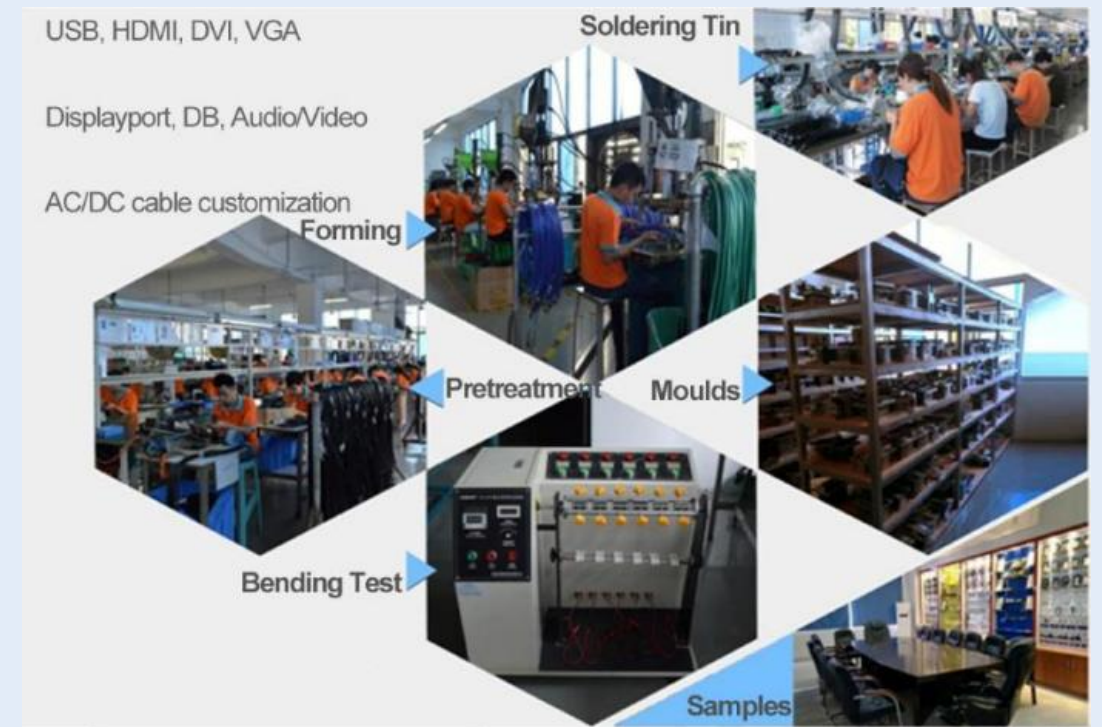 USB, HDMI, DVI, VGA
Soldering Tin
Displayport, DB, Audio/Video
AC/DC cable customization
Forming
Pretreatment
Moulds
Bending Test
Samples